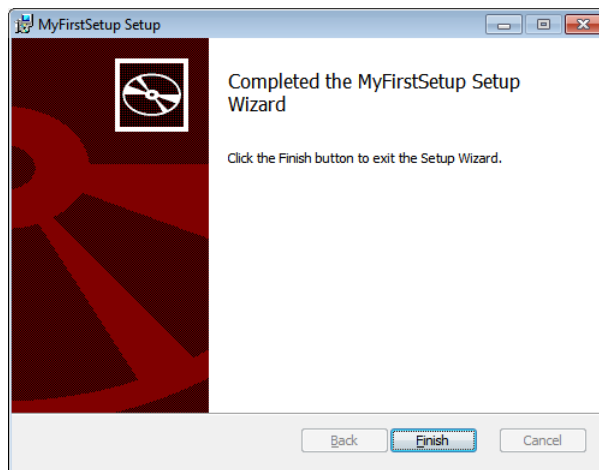 MyFirstSetup Setup
Completed the MyFirstSetup Setup
Wizard
Click the Finish button to exit the Setup Wizard.
Back Finish Cancel